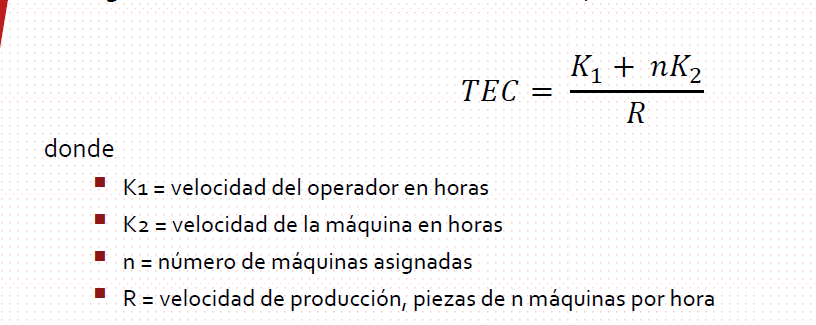 TEC = K₁ + nK₂ / R
donde
K1 = velocidad del operador en horas
K2 = velocidad de la máquina en horas
n = número de máquinas asignadas
R = velocidad de producción, piezas de n máquinas por hora